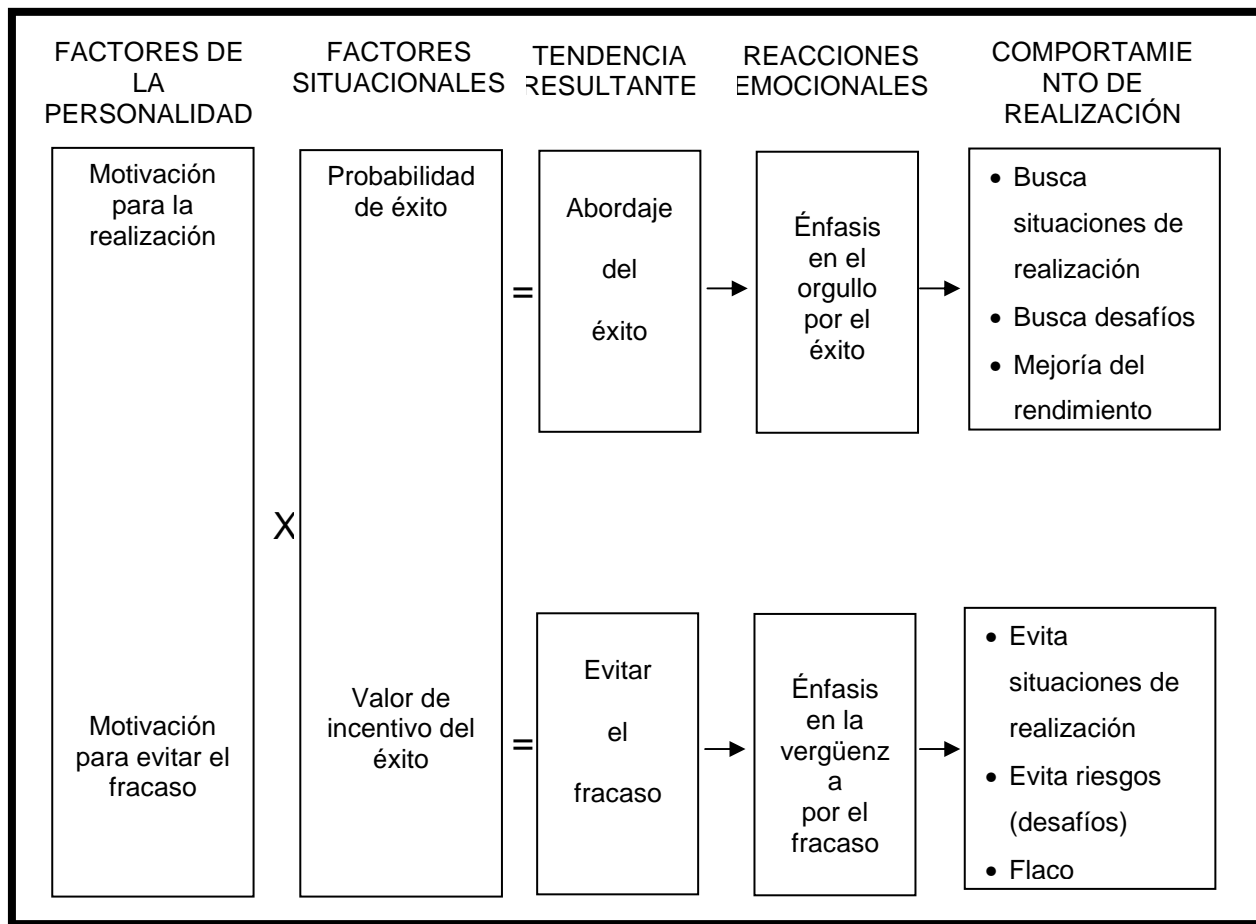 FACTORES DE
LA
PERSONALIDAD
FACTORES
SITUACIONALES
TENDENCIA
RESULTANTE
REACCIONES
EMOCIONALES
COMPORTAMIE
NTO DE
REALIZACIÓN
Motivación
para la
realización
Motivación
para evitar el
fracaso
X
Probabilidad
de éxito
Valor de
incentivo del
éxito
=
Abordaje
del
éxito
Énfasis
en el
orgullo
por el
éxito
• Busca
situaciones de
realización
• Busca desafíos
• Mejoría del
rendimiento
=
Evitar
el
fracaso
Énfasis
en la
vergüenz
a
por el
fracaso
• Evita
situaciones de
realización
• Evita riesgos
(desafíos)
• Flaco